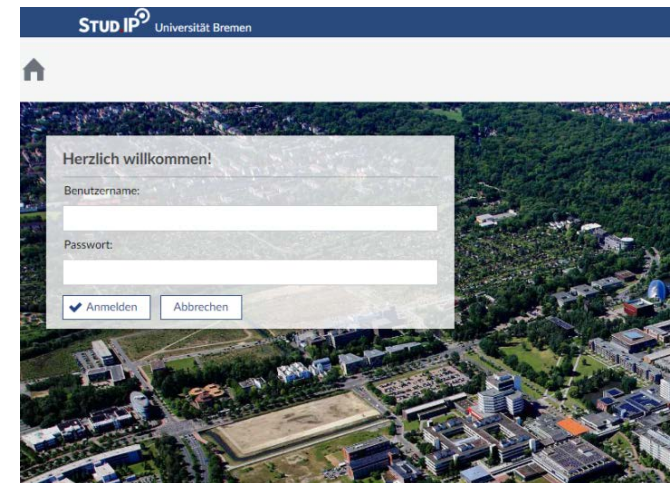 STUD.IP Universität Bremen
Herzlich willkommen!
Benutzername:
Passwort:
Anmelden Abbrechen